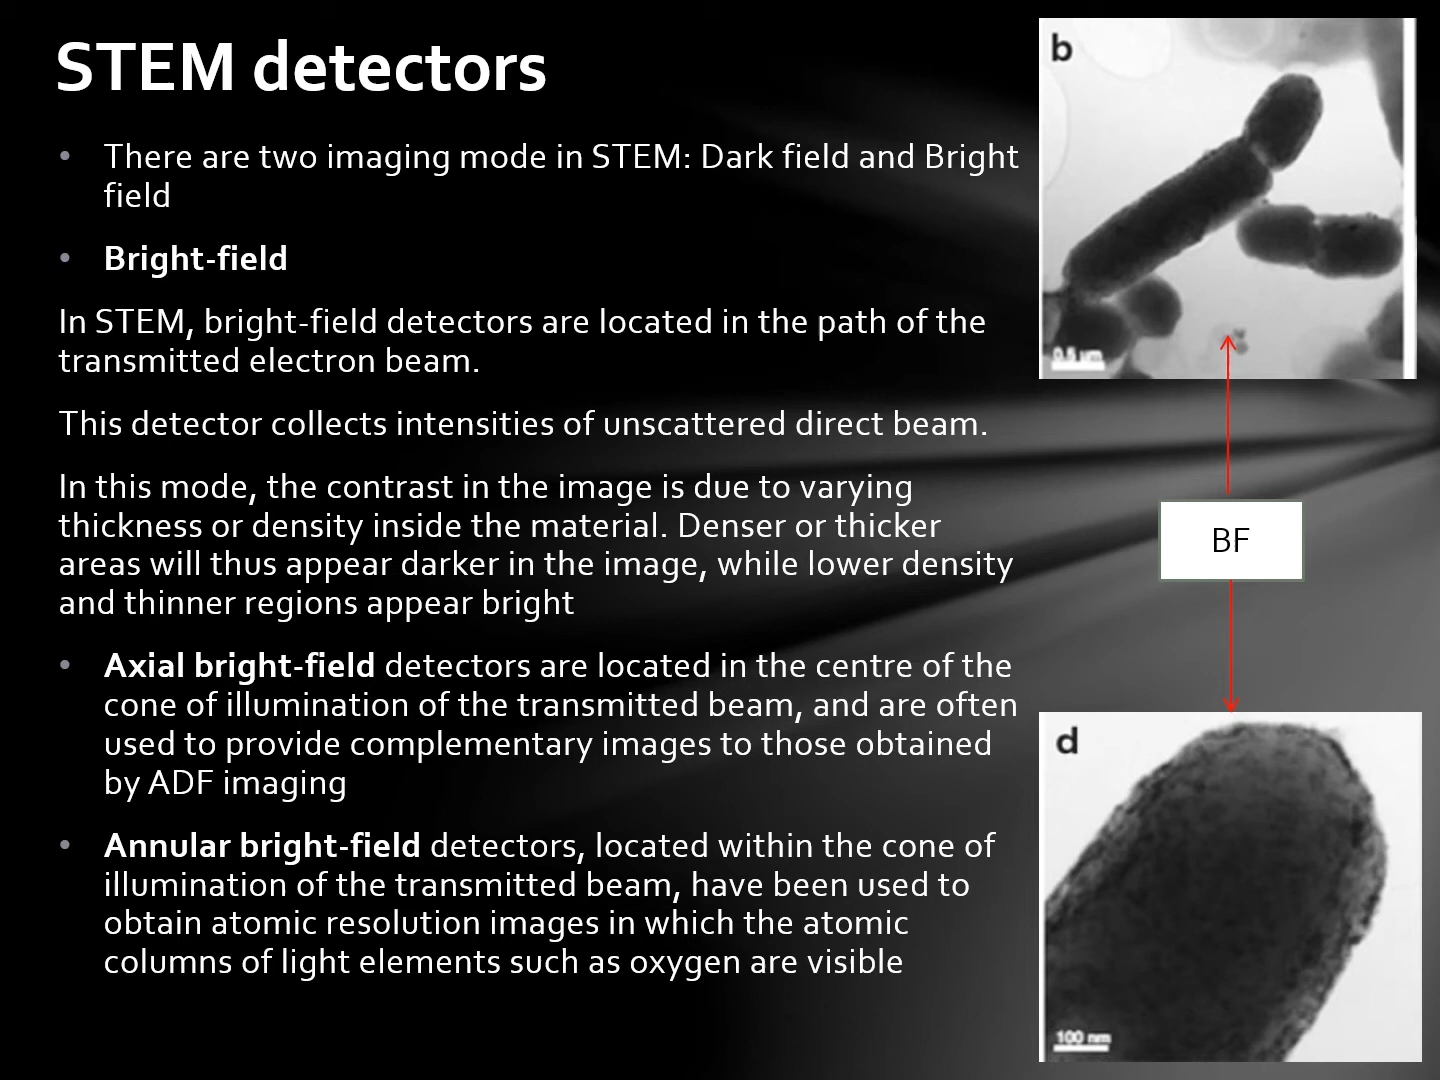 STEM detectors
• There are two imaging mode in STEM: Dark field and Bright
field
• Bright-field
In STEM, bright-field detectors are located in the path of the
transmitted electron beam.
This detector collects intensities of unscattered direct beam.
In this mode, the contrast in the image is due to varying
thickness or density inside the material. Denser or thicker
areas will thus appear darker in the image, while lower density
and thinner regions appear bright
• Axial bright-field detectors are located in the centre of the
cone of illumination of the transmitted beam, and are often
used to provide complementary images to those obtained
by ADF imaging
• Annular bright-field detectors, located within the cone of
illumination of the transmitted beam, have been used to
obtain atomic resolution images in which the atomic
columns of light elements such as oxygen are visible
b
0.5 µm
BF
d
100 nm